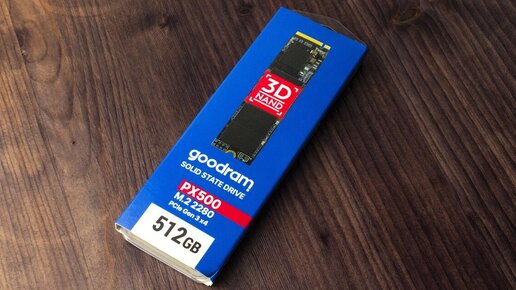 3D
NAND
goodram
SOLID STATE DRIVE
PX500
M.2 2280
PCIe Gen 3 x4
512GB